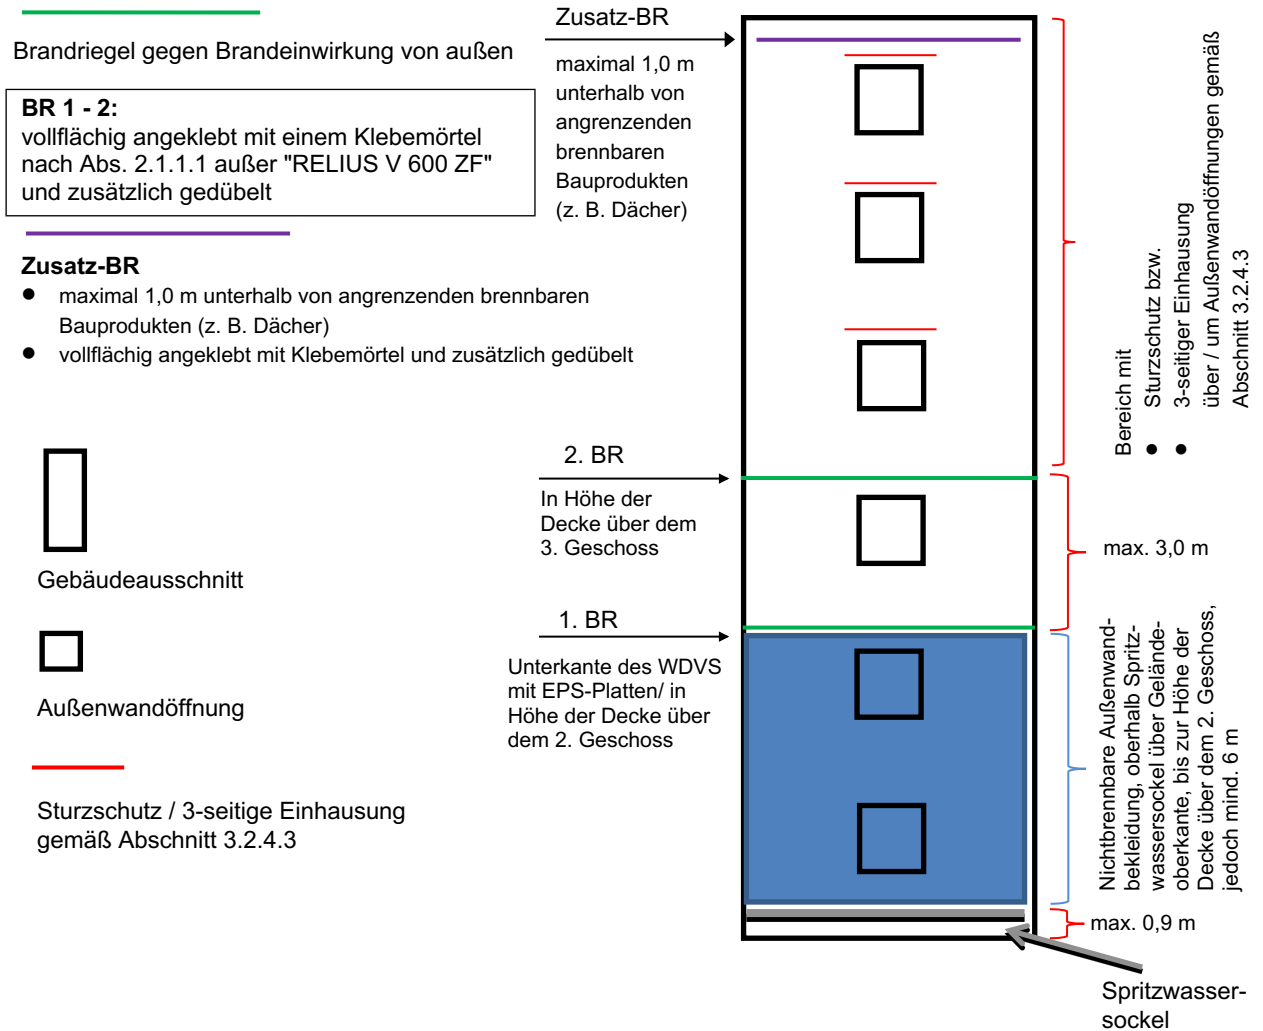 Brandriegel gegen Brandeinwirkung von außen
BR 1 - 2:
vollflächig angeklebt mit einem Klebemörtel
nach Abs. 2.1.1.1 außer "RELIUS V 600 ZF"
und zusätzlich gedübelt
Zusatz-BR
● maximal 1,0 m unterhalb von angrenzenden brennbaren
Bauprodukten (z. B. Dächer)
● vollflächig angeklebt mit Klebemörtel und zusätzlich gedübelt
Gebäudeausschnitt
Außenwandöffnung
Sturzschutz / 3-seitige Einhausung
gemäß Abschnitt 3.2.4.3
Zusatz-BR
maximal 1,0 m
unterhalb von
angrenzenden
brennbaren
Bauprodukten
(z. B. Dächer)
2. BR
In Höhe der
Decke über dem
3. Geschoss
1. BR
Unterkante des WDVS
mit EPS-Platten/ in
Höhe der Decke über
dem 2. Geschoss
Bereich mit
● Sturzschutz bzw.
● 3-seitiger Einhausung
über / um Außenwandöffnungen gemäß
Abschnitt 3.2.4.3
max. 3,0 m
Nichtbrennbare Außenwand-
bekleidung, oberhalb Spritz-
wassersockel über Gelände-
oberkante, bis zur Höhe der
Decke über dem 2. Geschoss,
jedoch mind. 6 m
max. 0,9 m
Spritzwasser-
sockel